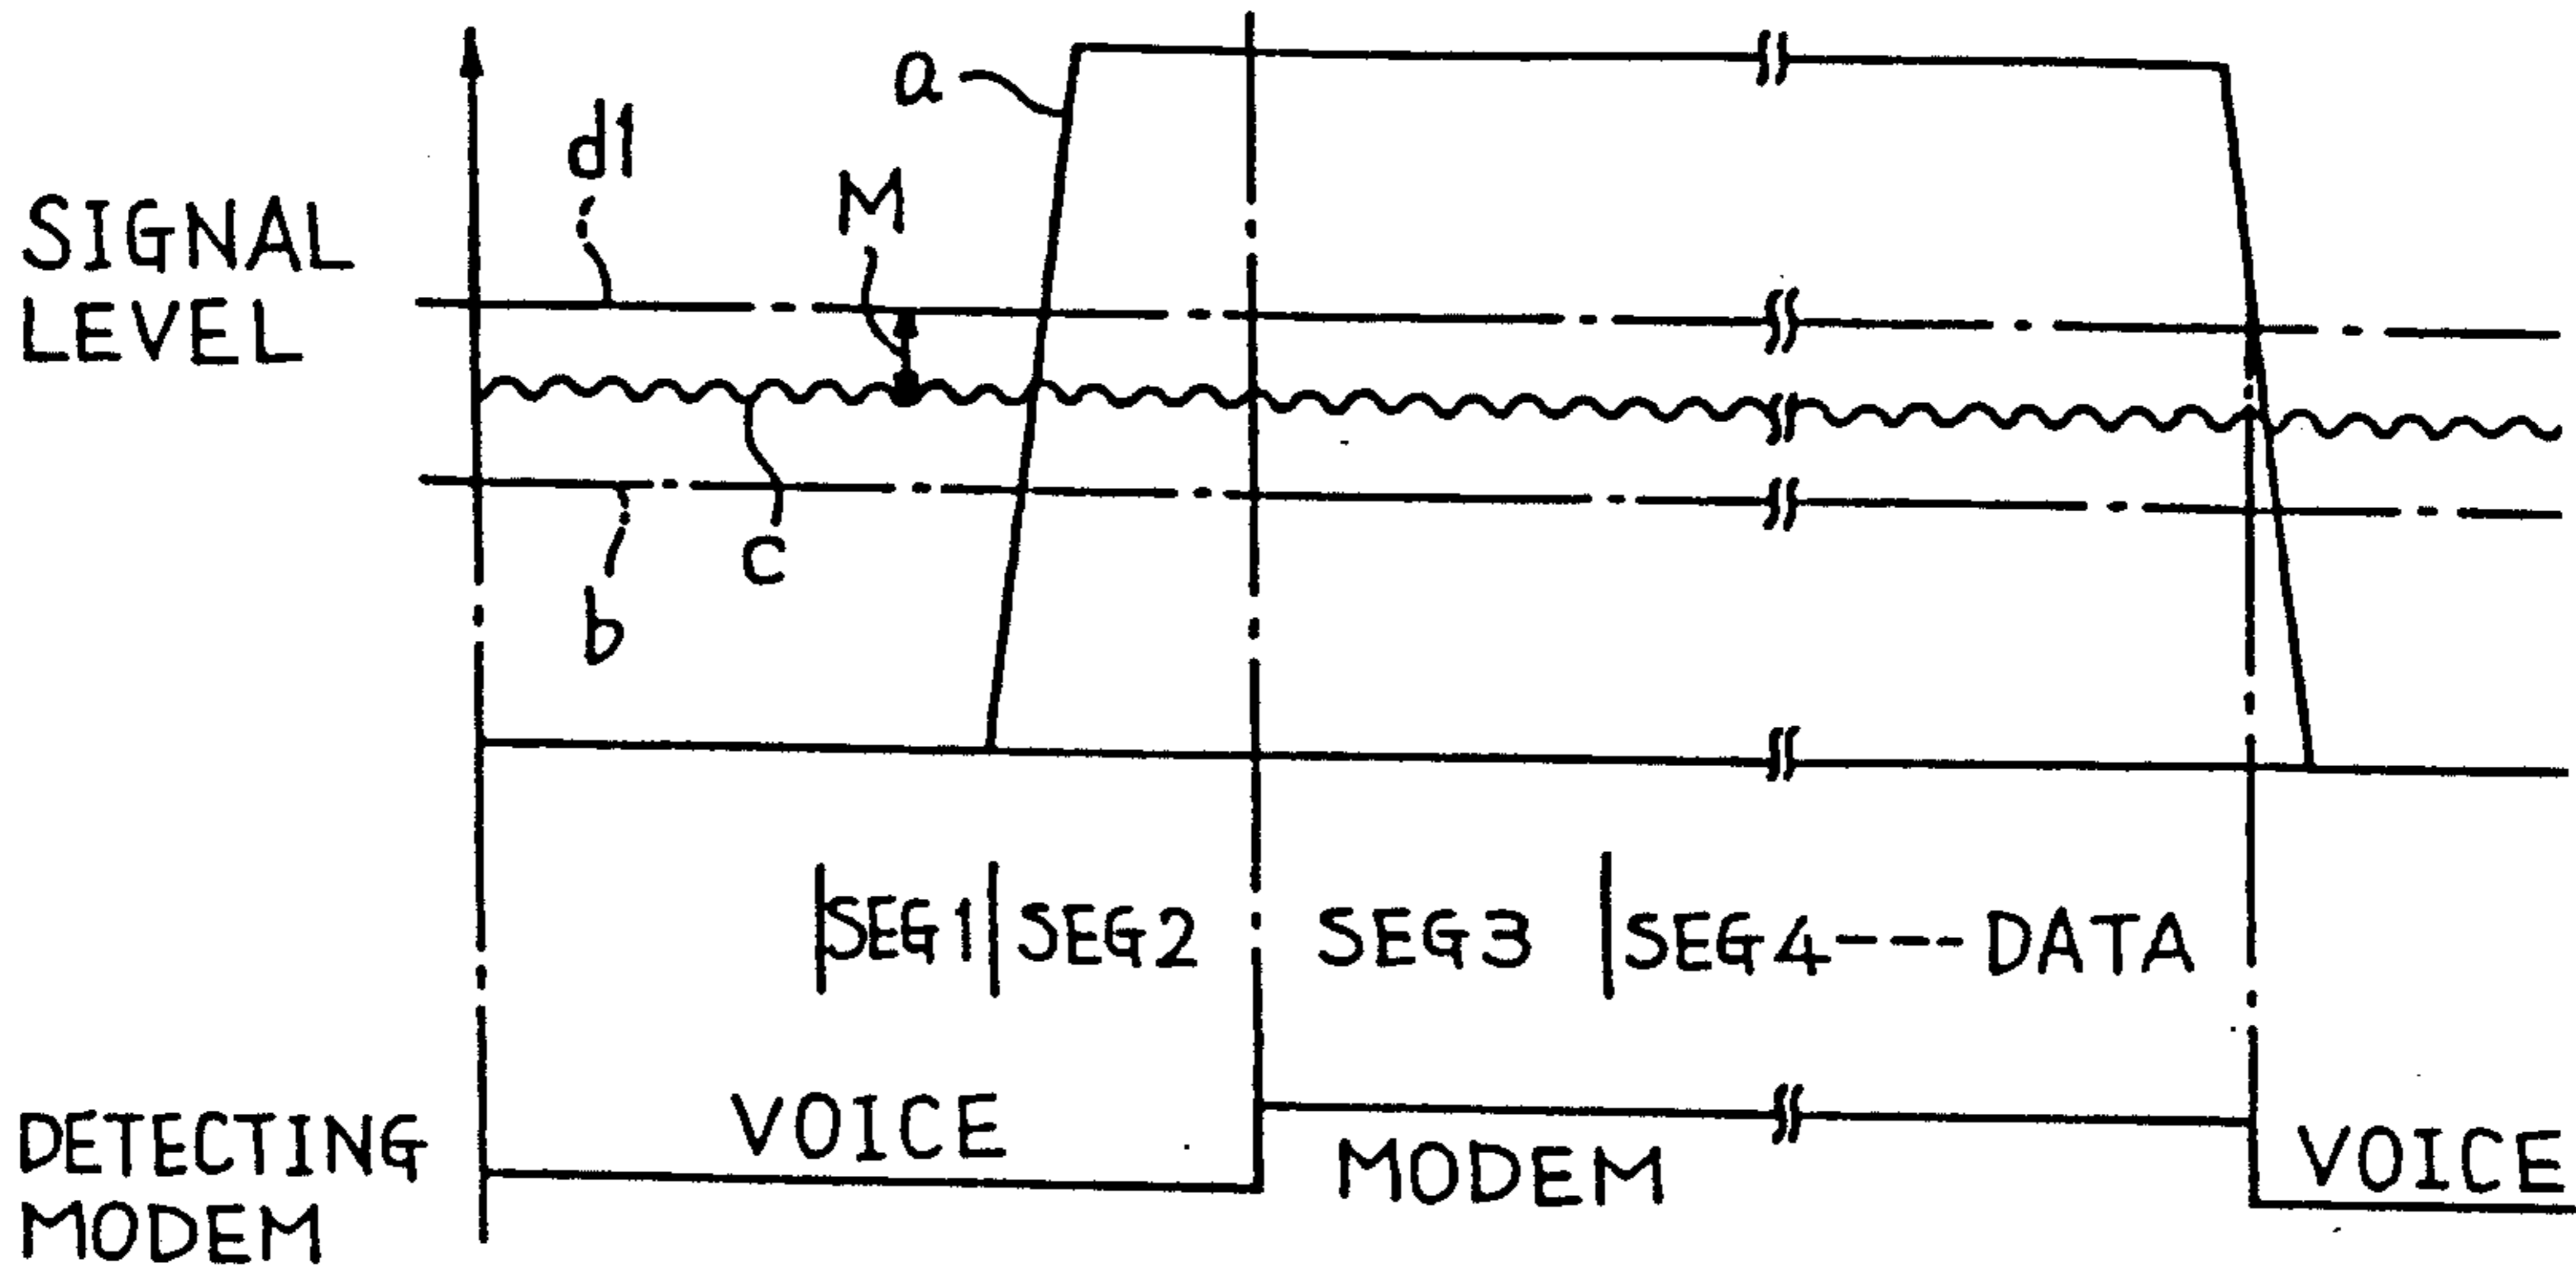 a
d1
M
SIGNAL
LEVEL
c
b
SEG1 SEG2 SEG3 SEG4---DATA
VOICE
MODEM
VOICE
DETECTING
MODEM